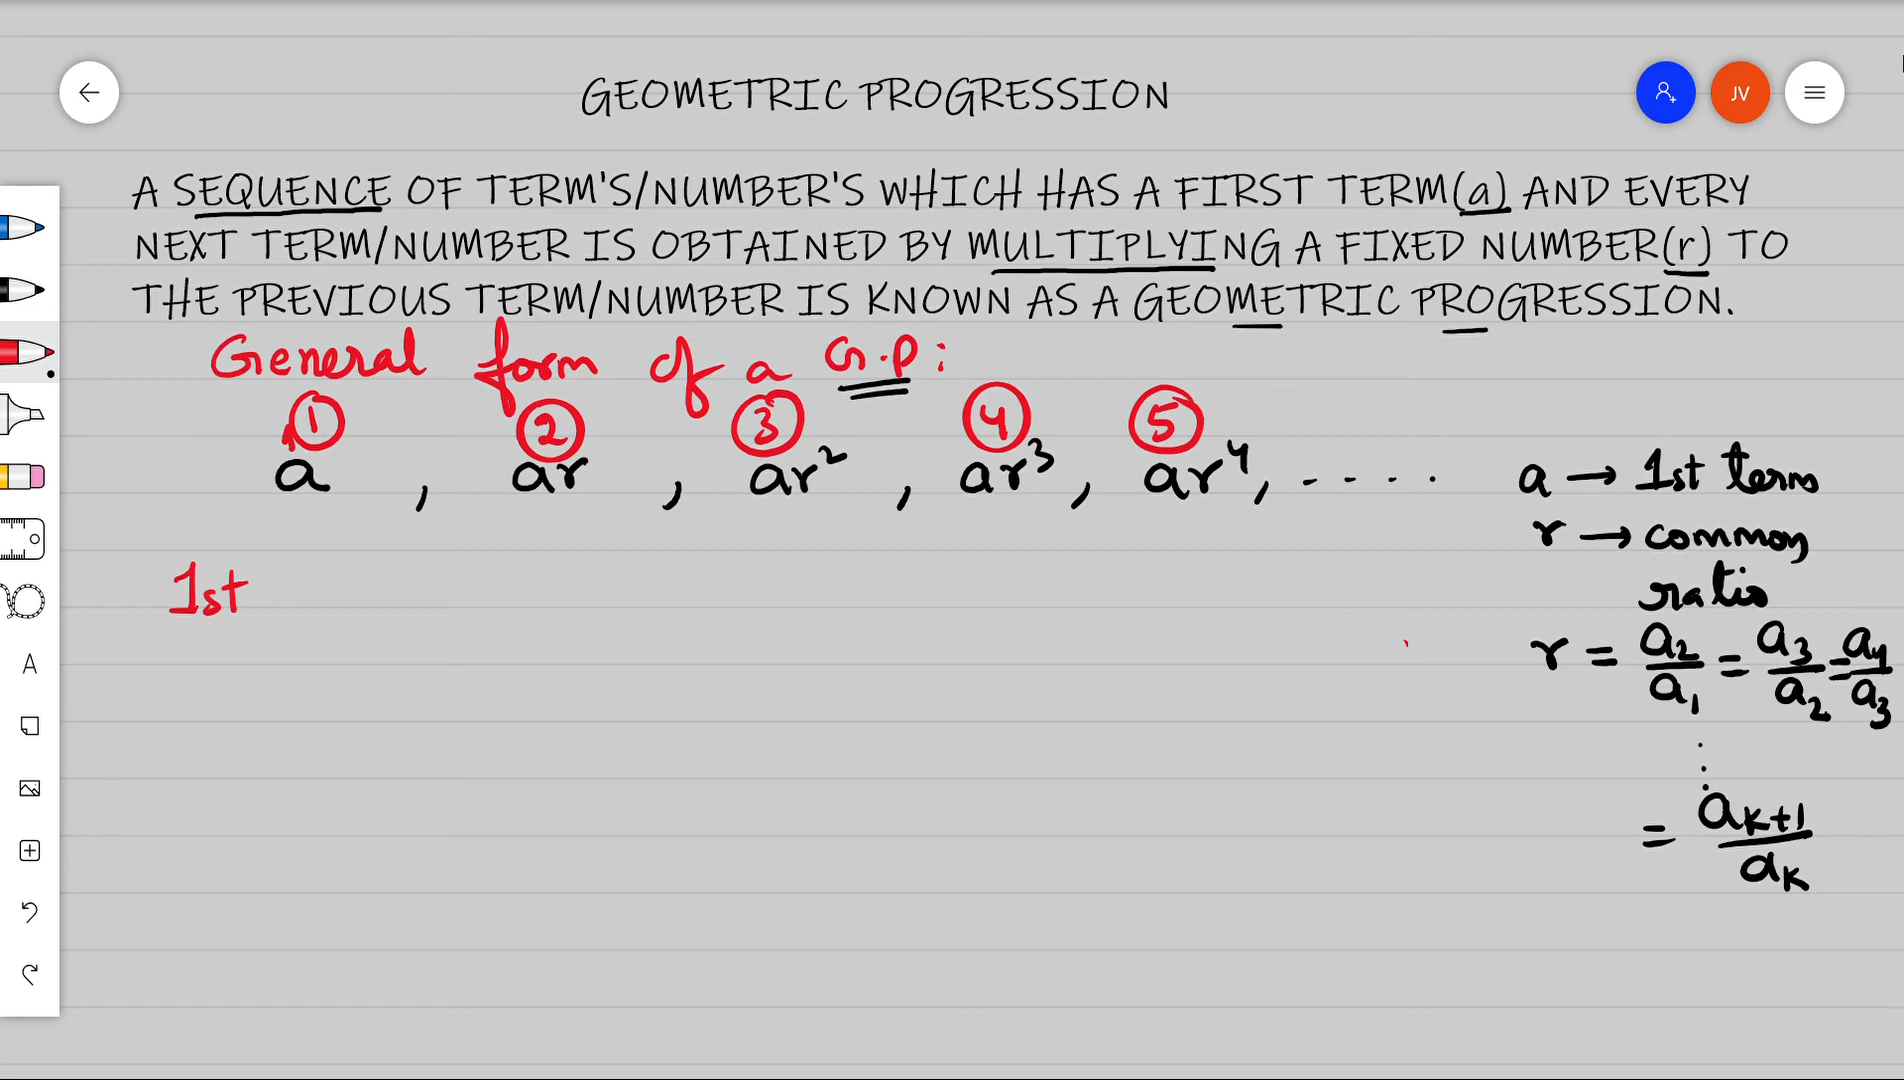 GEOMETRIC PROGRESSION
JV
A SEQUENCE OF TERM'S/NUMBER'S WHICH HAS A FIRST TERM(a) AND EVERY
NEXT TERM/NUMBER IS OBTAINED BY MULTIPLYING A FIXED NUMBER(r) TO
THE PREVIOUS TERM/NUMBER IS KNOWN AS A GEOMETRIC PROGRESSION.
General form of a G.P:
① ② ③ ④ ⑤
a , ar , ar² , ar³, ar⁴, . . . .
a → 1st term
r → common
ratio
1st
r = a₂/a₁ = a₃/a₂ = a₄/a₃
⋮
= aₖ₊₁/aₖ
A